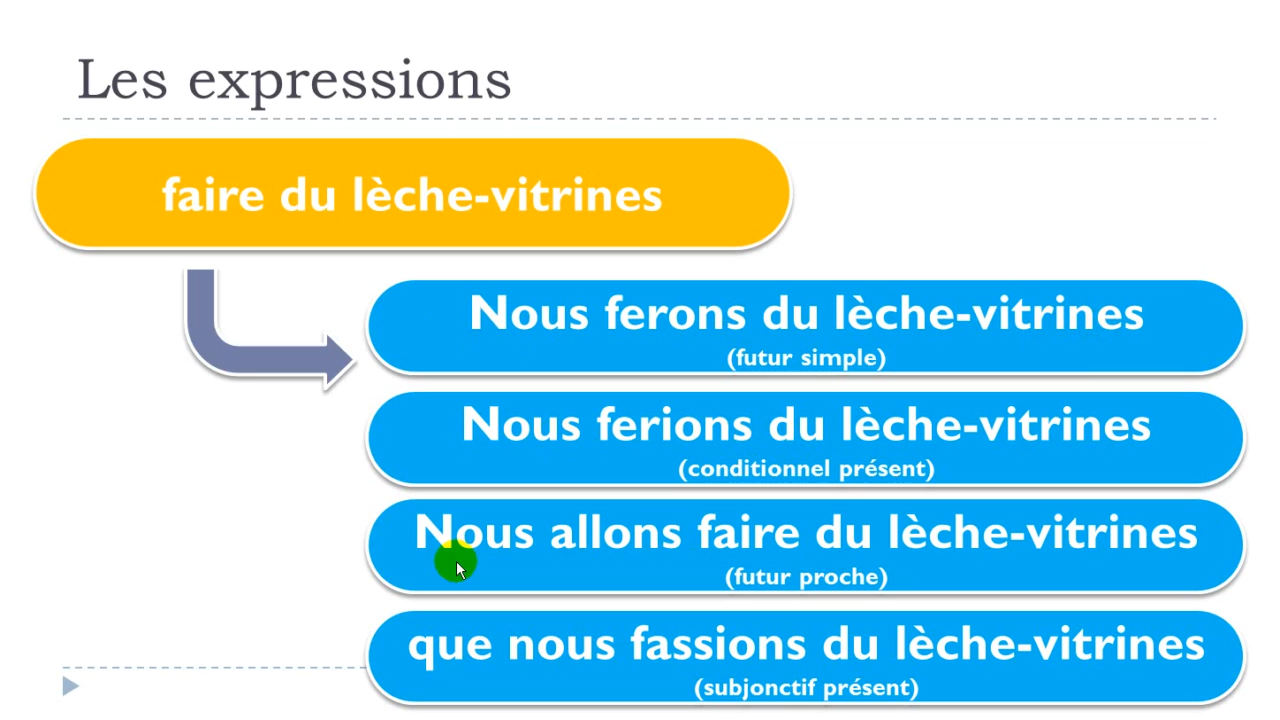 Les expressions
faire du lèche-vitrines
Nous ferons du lèche-vitrines
(futur simple)
Nous ferions du lèche-vitrines
(conditionnel présent)
Nous allons faire du lèche-vitrines
(futur proche)
que nous fassions du lèche-vitrines
(subjonctif présent)